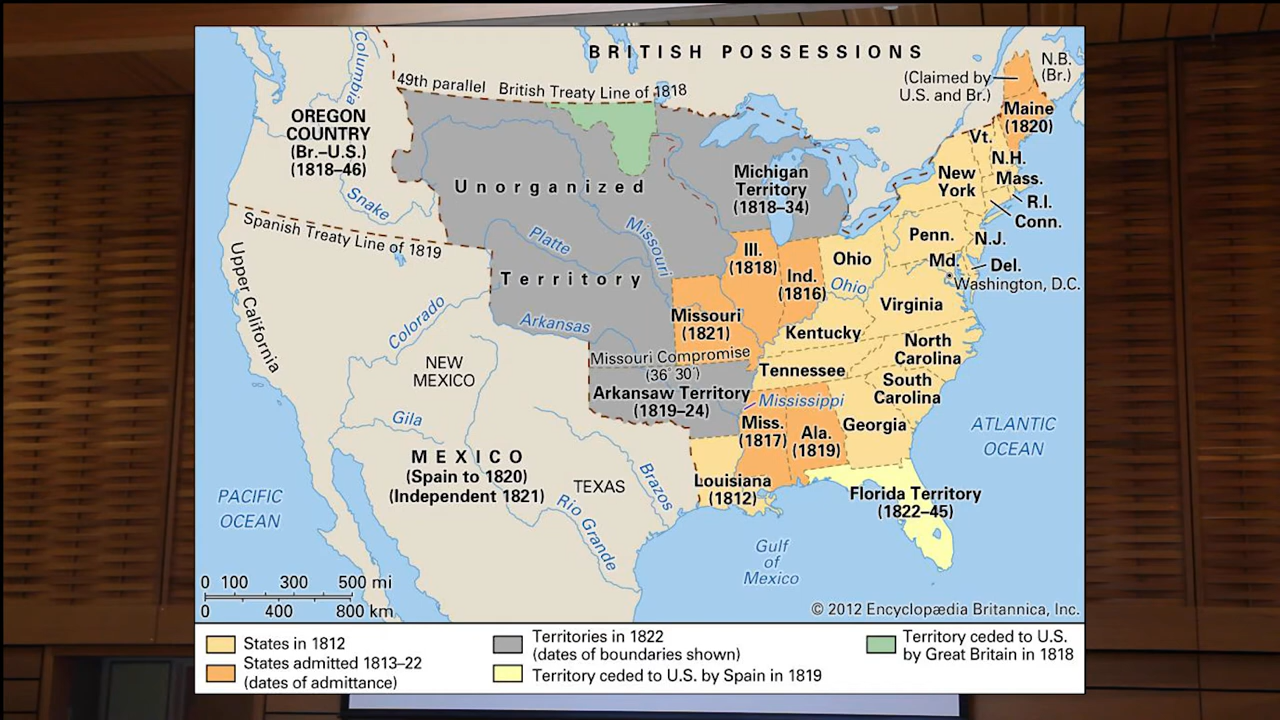 BRITISH POSSESSIONS
N.B.
(Br.)
(Claimed by
U.S. and Br.)
49th parallel British Treaty Line of 1818
Columbia
OREGON
COUNTRY
(Br.–U.S.)
(1818–46)
Snake
Maine
(1820)
Vt.
N.H.
Mass.
New
York
R.I.
Conn.
Michigan
Territory
(1818–34)
Unorganized
Territory
Missouri
Platte
Spanish Treaty Line of 1819
Upper California
Penn.
N.J.
Md.
Del.
Washington, D.C.
Ohio
Ohio
Ill.
(1818)
Ind.
(1816)
Virginia
Missouri
(1821)
Kentucky
North
Carolina
Colorado
Arkansas
Missouri Compromise
(36°30')
Tennessee
South
Carolina
NEW
MEXICO
Arkansaw Territory
(1819–24)
Mississippi
Miss.
(1817)
Ala.
(1819)
Georgia
ATLANTIC
OCEAN
Gila
MEXICO
(Spain to 1820)
(Independent 1821)
TEXAS
Brazos
Rio Grande
Louisiana
(1812)
Florida Territory
(1822–45)
PACIFIC
OCEAN
Gulf
of
Mexico
0 100 300 500 mi
0 400 800 km
© 2012 Encyclopædia Britannica, Inc.
States in 1812
States admitted 1813–22
(dates of admittance)
Territories in 1822
(dates of boundaries shown)
Territory ceded to U.S. by Spain in 1819
Territory ceded to U.S.
by Great Britain in 1818